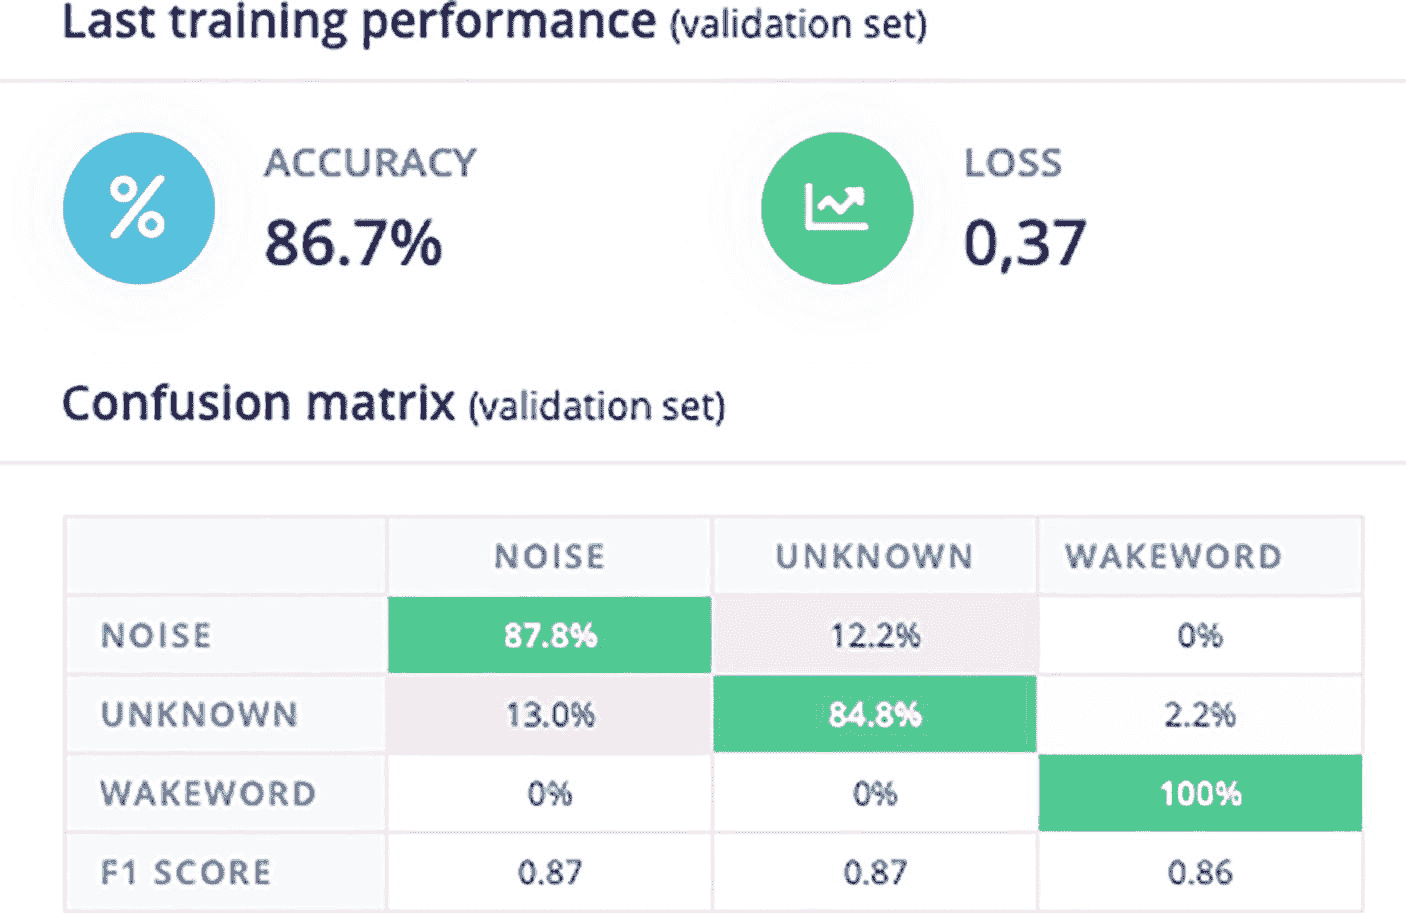 Last training performance (validation set)
ACCURACY
86.7%
LOSS
0,37
Confusion matrix (validation set)
NOISE UNKNOWN WAKEWORD
NOISE 87.8% 12.2% 0%
UNKNOWN 13.0% 84.8% 2.2%
WAKEWORD 0% 0% 100%
F1 SCORE 0.87 0.87 0.86